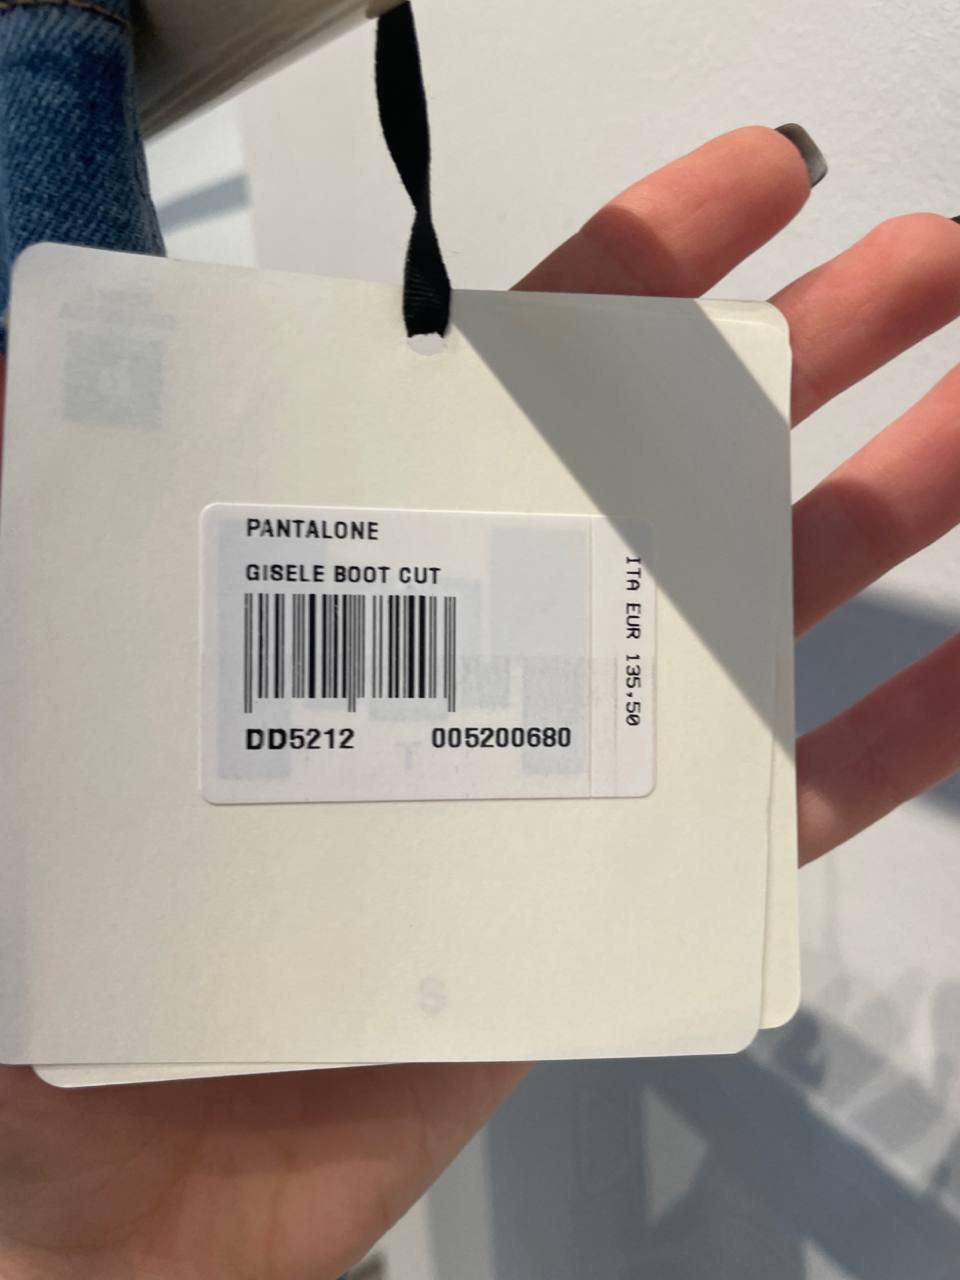 PANTALONE
GISELE BOOT CUT
DD5212 005200680
ITA EUR 135,50
S